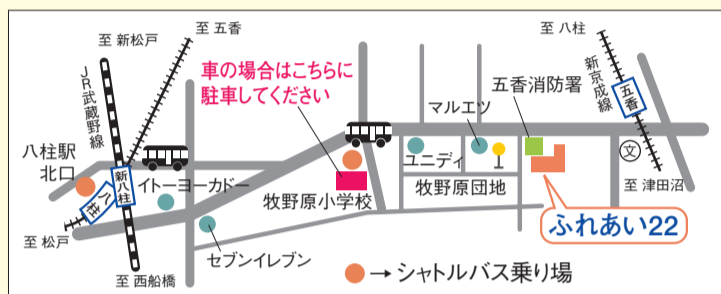 至 新松戸
至 五香
至 八柱
JR武蔵野線
車の場合はこちらに
駐車してください
新京成線
五香
五香消防署
マルエツ
八柱駅
北口
イトーヨーカドー
新八柱
八柱
ユニディ
文
牧野原小学校
牧野原団地
至 津田沼
至 松戸
ふれあい22
セブンイレブン
至 西船橋
→ シャトルバス乗り場